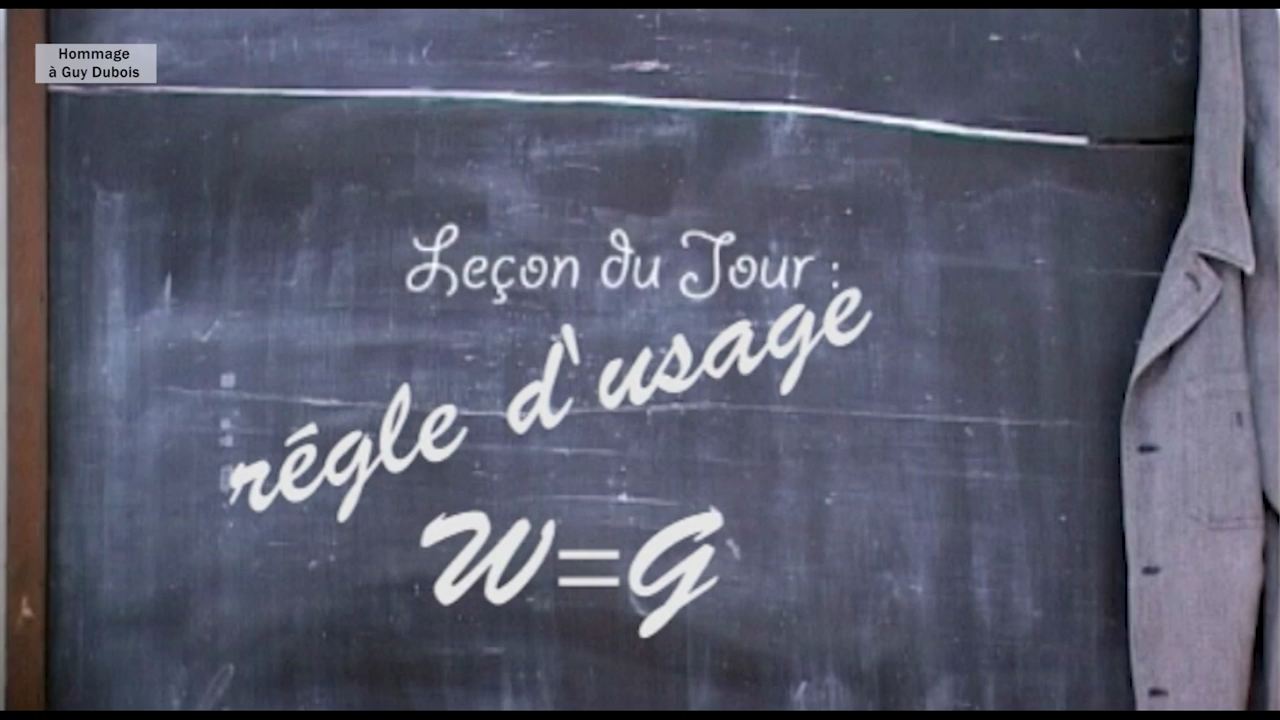 Hommage
à Guy Dubois
Leçon du Jour :
régle d'usage
W=G